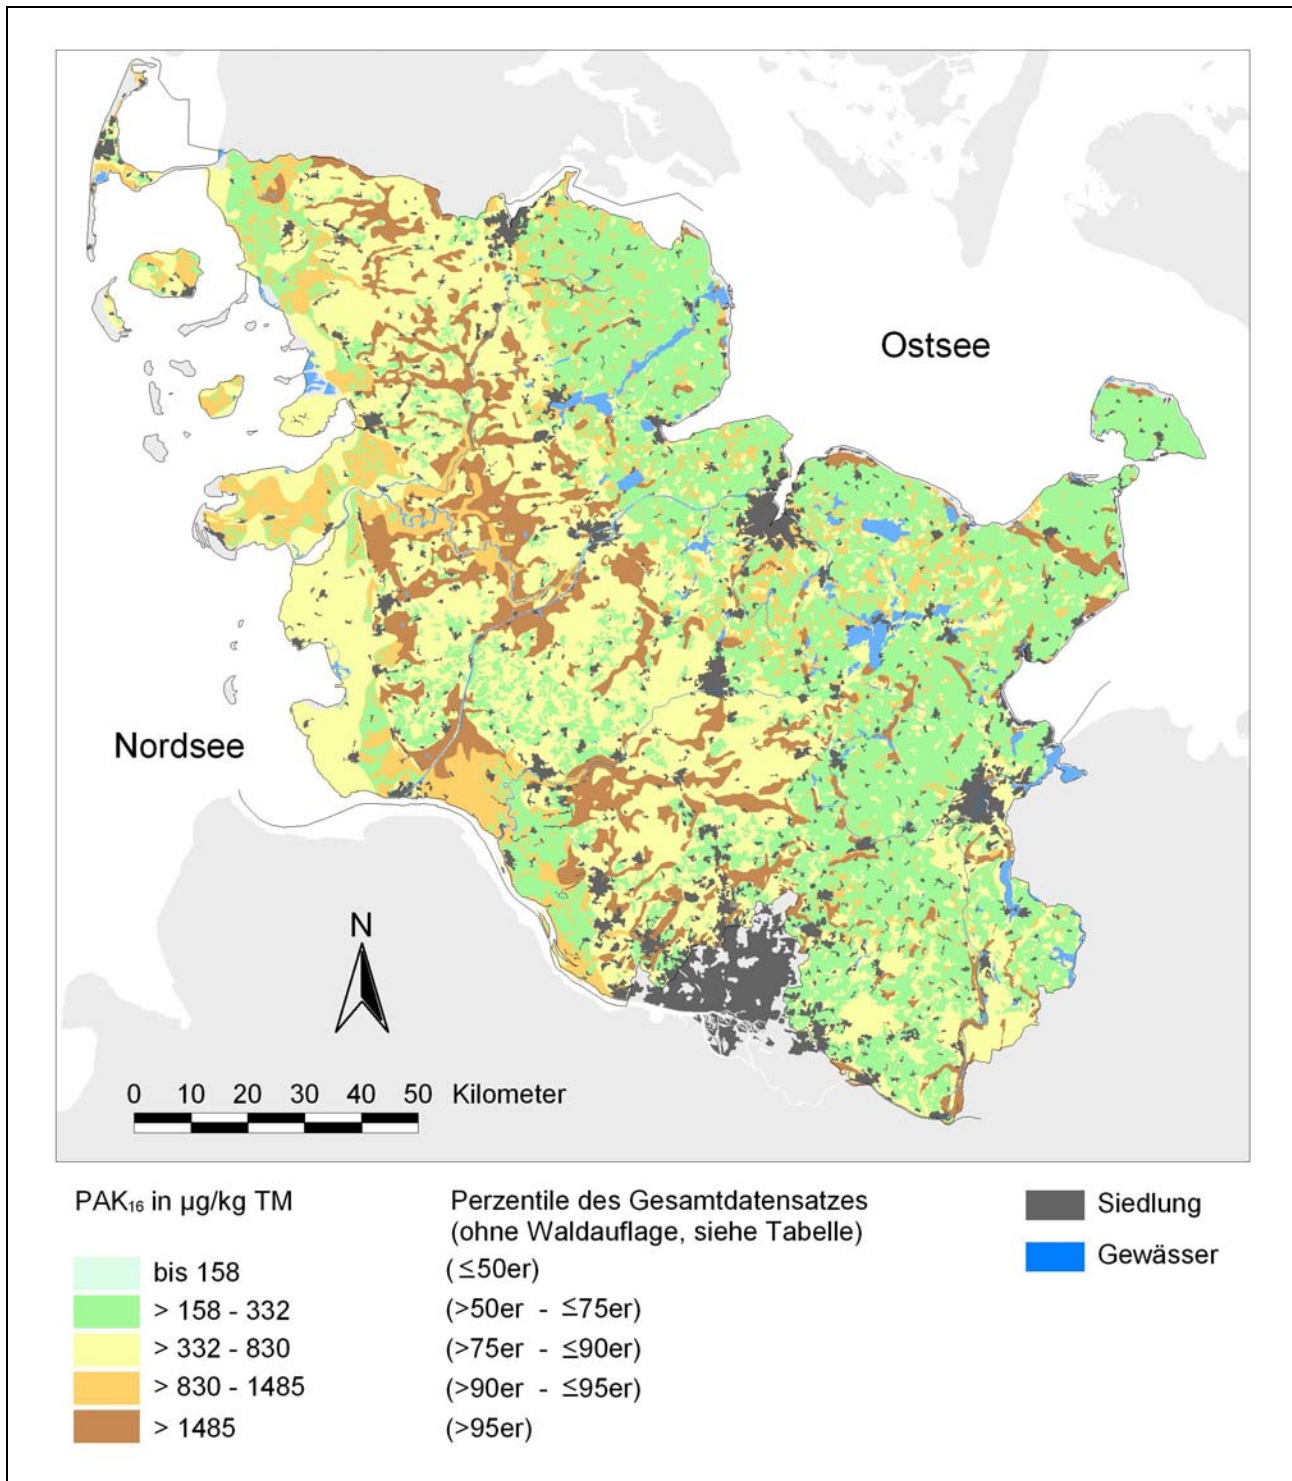 Ostsee
Nordsee
N
0 10 20 30 40 50 Kilometer
PAK₁₆ in µg/kg TM
Perzentile des Gesamtdatensatzes
(ohne Waldauflage, siehe Tabelle)
bis 158 (≤50er)
> 158 - 332 (>50er - ≤75er)
> 332 - 830 (>75er - ≤90er)
> 830 - 1485 (>90er - ≤95er)
> 1485 (>95er)
Siedlung
Gewässer